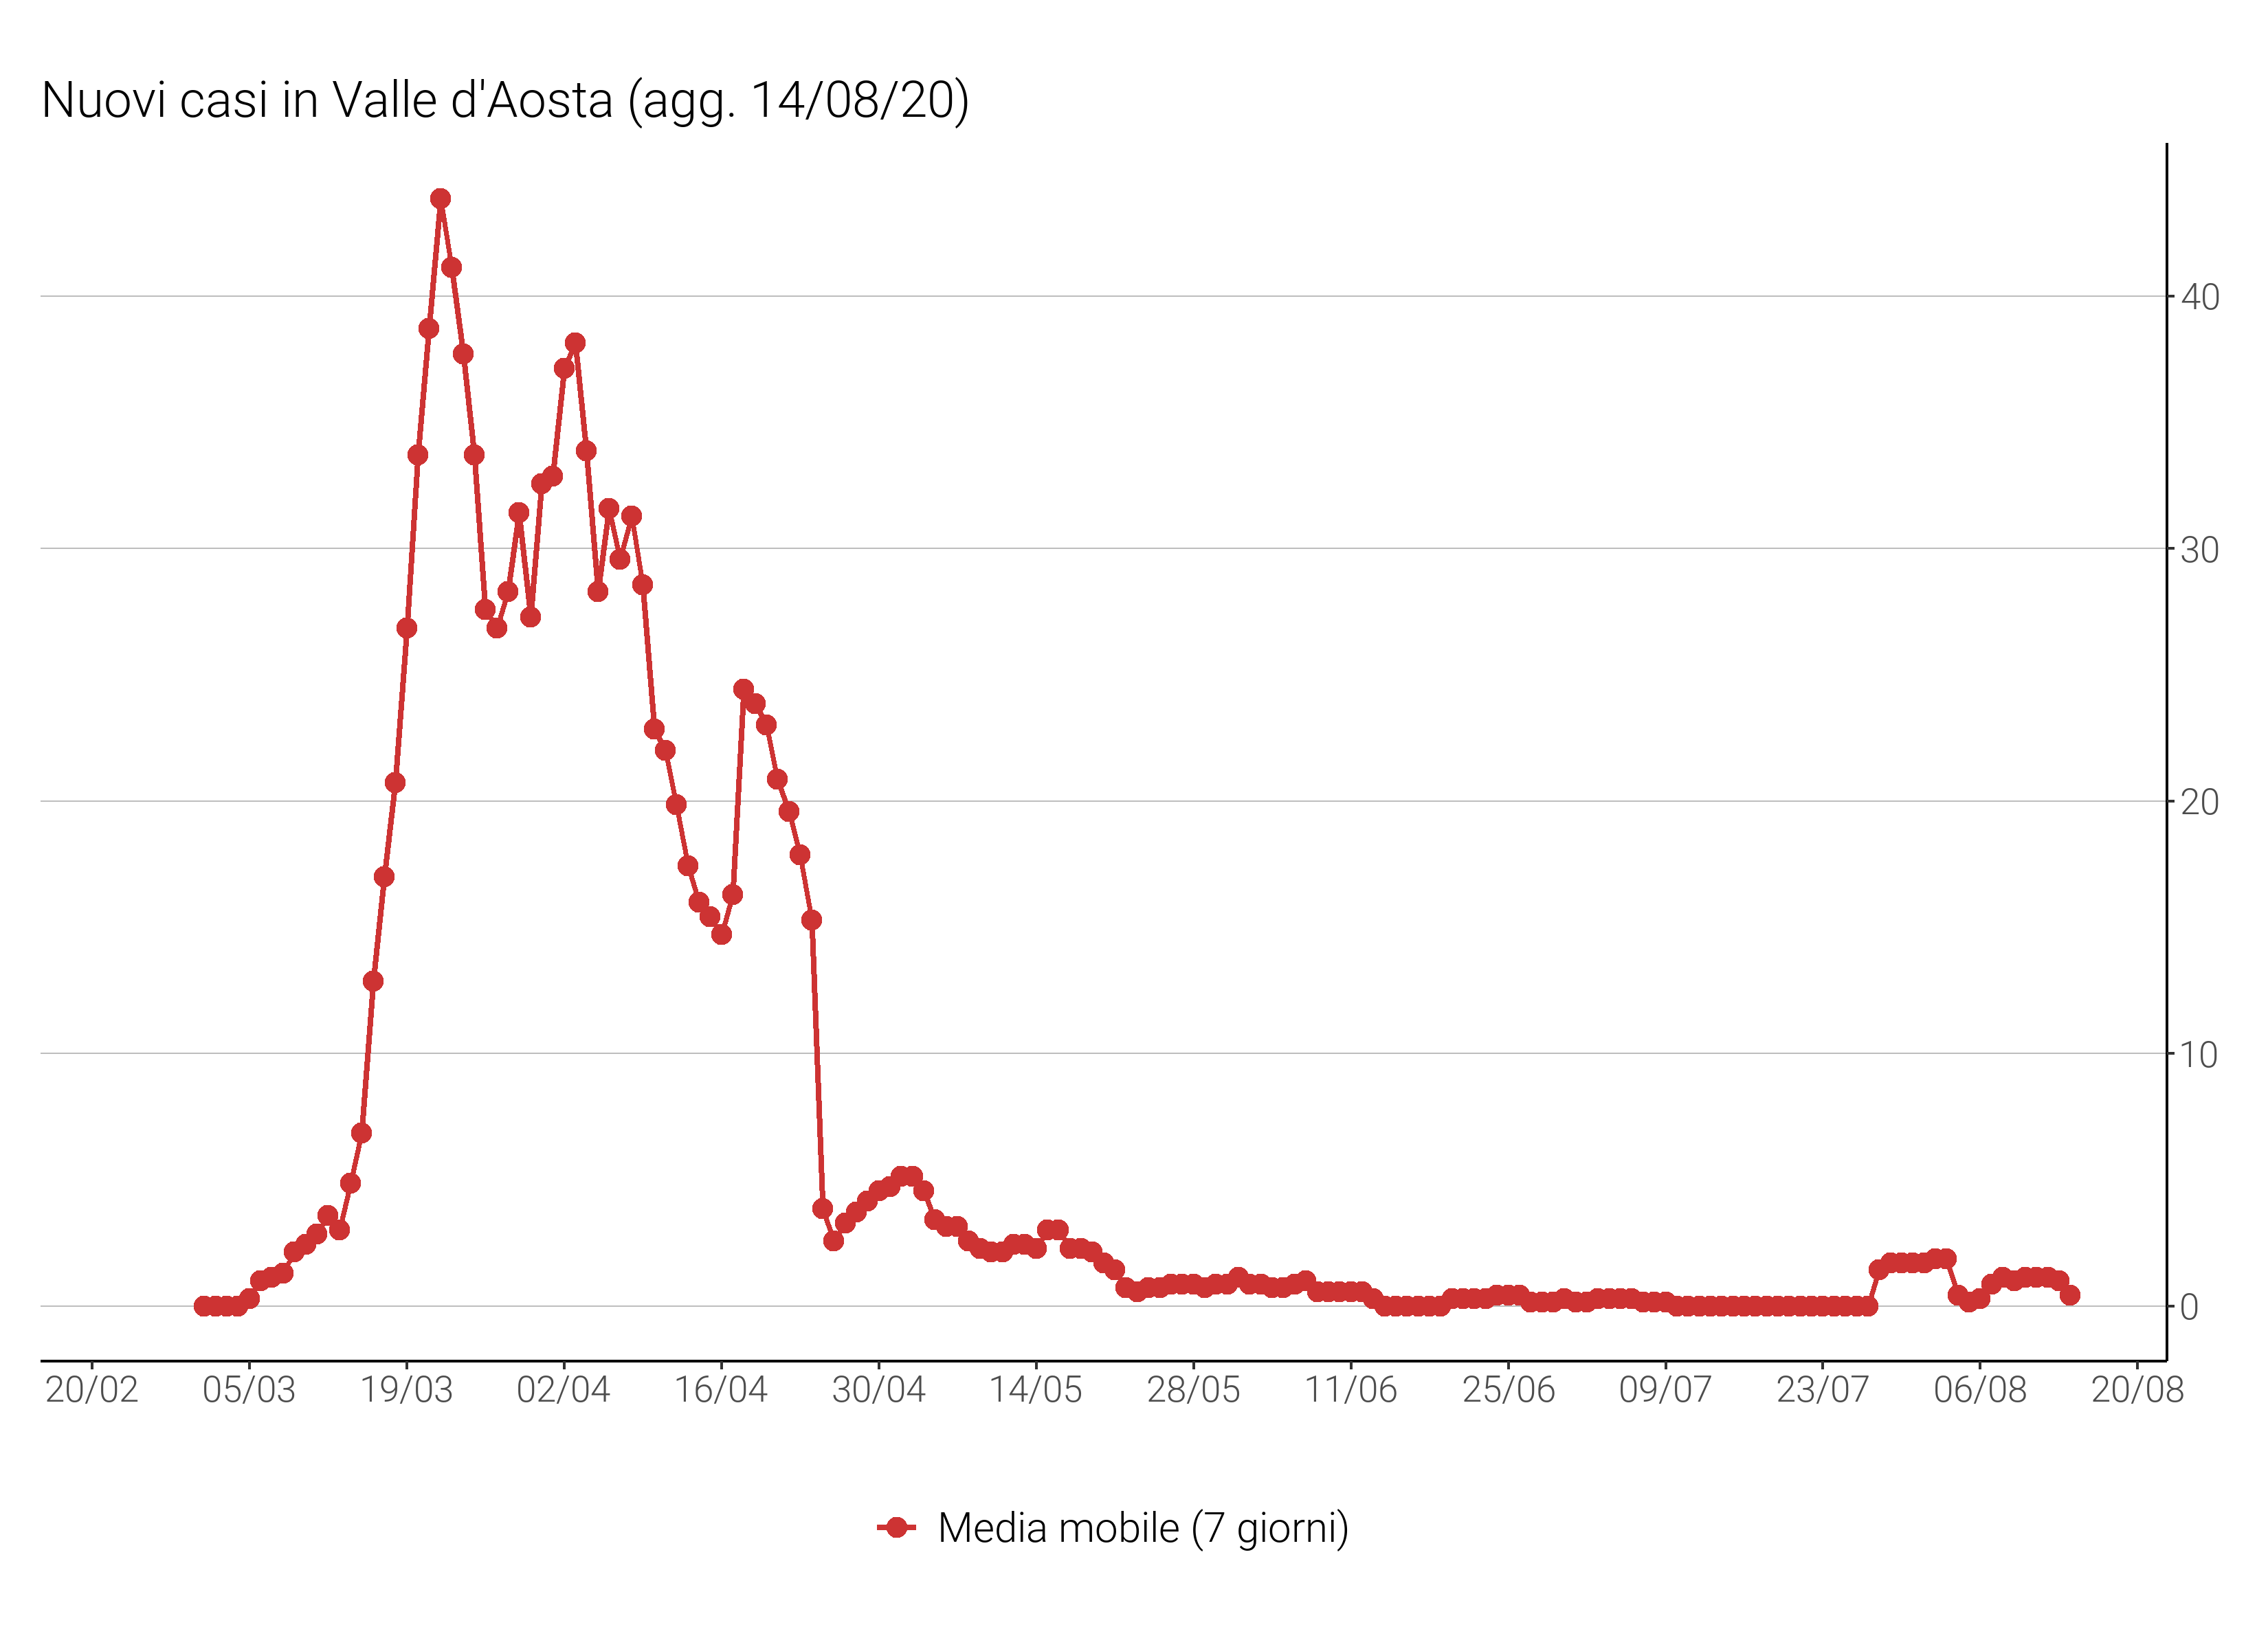 Nuovi casi in Valle d'Aosta (agg. 14/08/20)
40
30
20
10
0
20/02 05/03 19/03 02/04 16/04 30/04 14/05 28/05 11/06 25/06 09/07 23/07 06/08 20/08
Media mobile (7 giorni)